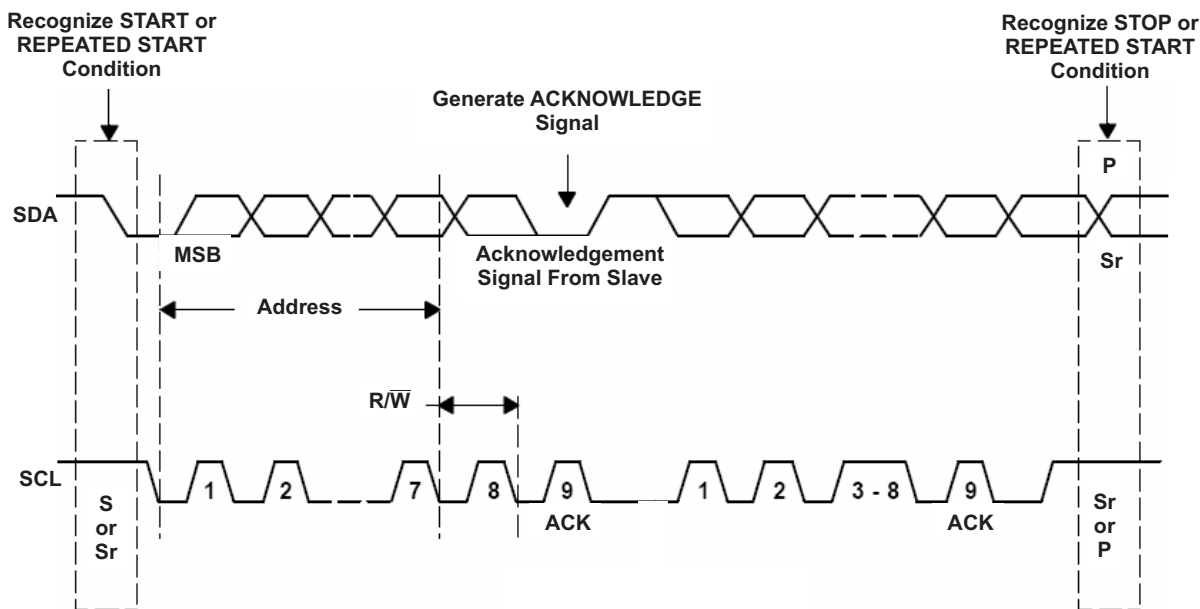 Recognize START or
REPEATED START
Condition
Recognize STOP or
REPEATED START
Condition
Generate ACKNOWLEDGE
Signal
P
SDA
MSB
Acknowledgement
Signal From Slave
Sr
Address
R/W̅
SCL
1
2
7
8
9
1
2
3 - 8
9
S
or
Sr
ACK
ACK
Sr
or
P